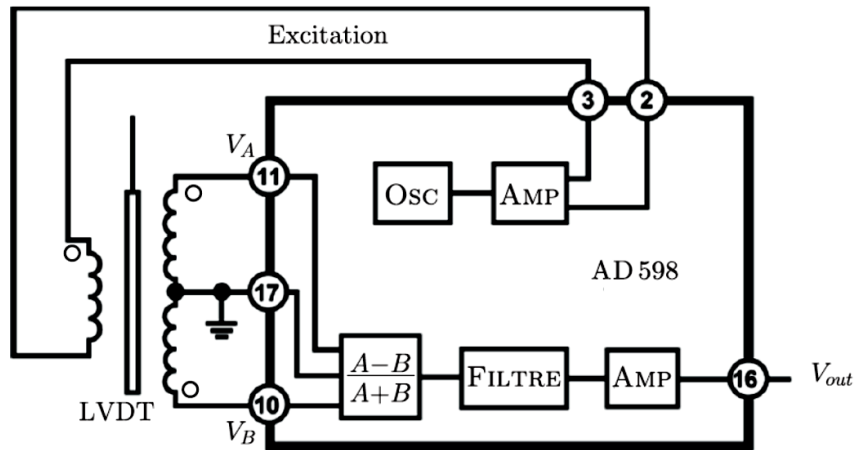 Excitation
3
2
V_A
11
OSC
AMP
AD 598
17
A−B
A+B
FILTRE
AMP
16
V_out
LVDT
10
V_B